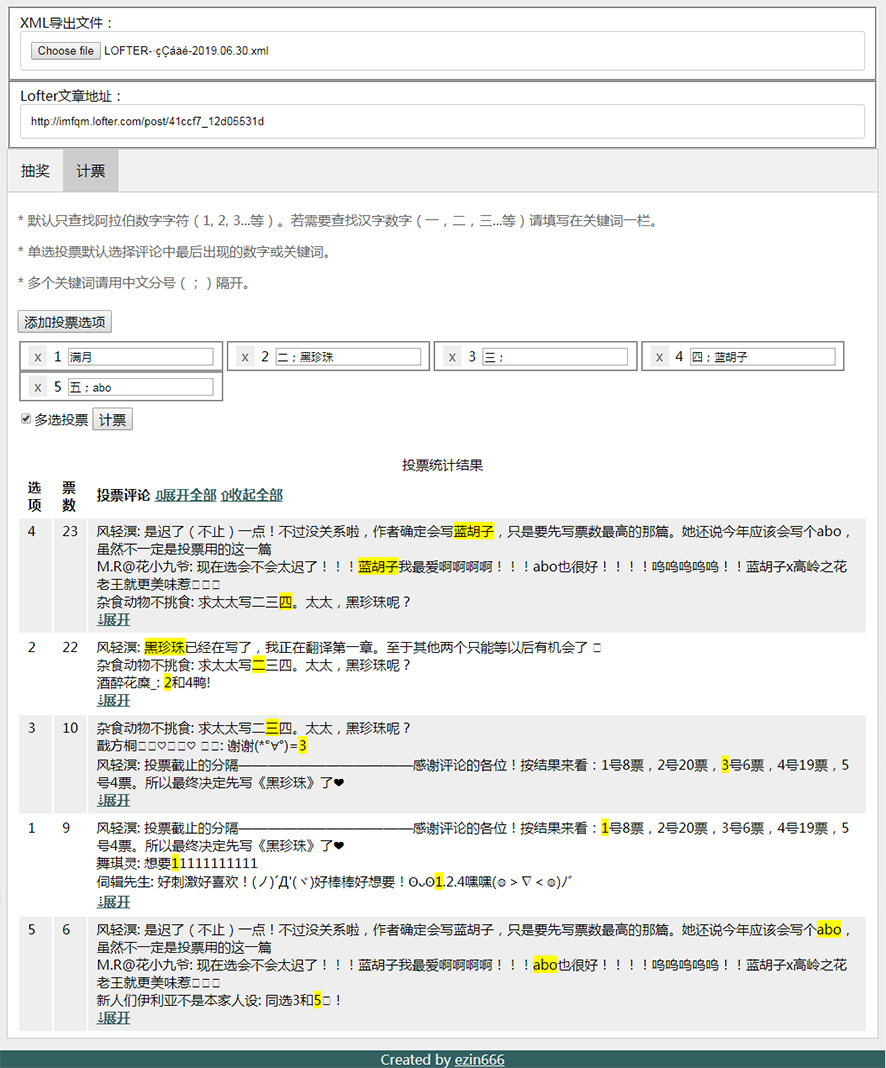 XML导出文件：
Choose file LOFTER-·çÇáäé-2019.06.30.xml
Lofter文章地址：
http://imfqm.lofter.com/post/41ccf7_12d05531d
抽奖 计票
* 默认只查找阿拉伯数字字符（1, 2, 3...等）。若需要查找汉字数字（一，二，三...等）请填写在关键词一栏。
* 单选投票默认选择评论中最后出现的数字或关键词。
* 多个关键词请用中文分号（；）隔开。
添加投票选项
x 1 满月 x 2 二；黑珍珠 x 3 三； x 4 四；蓝胡子
x 5 五；abo
多选投票 计票
投票统计结果
选项 票数 投票评论 ⇩展开全部 ⇧收起全部
4 23 风轻溟: 是迟了（不止）一点！不过没关系啦，作者确定会写蓝胡子，只是要先写票数最高的那篇。她还说今年应该会写个abo，
虽然不一定是投票用的这一篇
M.R@花小九爷: 现在选会不会太迟了！！！蓝胡子我最爱啊啊啊啊！！！abo也很好！！！！呜呜呜呜呜！！蓝胡子x高岭之花
老王就更美味惹□□□
杂食动物不挑食: 求太太写二三四。太太，黑珍珠呢？
⇩展开
2 22 风轻溟: 黑珍珠已经在写了，我正在翻译第一章。至于其他两个只能等以后有机会了 □
杂食动物不挑食: 求太太写二三四。太太，黑珍珠呢？
酒醉花糜_: 2和4鸭!
⇩展开
3 10 杂食动物不挑食: 求太太写二三四。太太，黑珍珠呢？
戳方桐□□♡□□♡ □□: 谢谢(*°∀°)=3
风轻溟: 投票截止的分隔————————————感谢评论的各位！按结果来看：1号8票，2号20票，3号6票，4号19票，5
号4票。所以最终决定先写《黑珍珠》了❤
⇩展开
1 9 风轻溟: 投票截止的分隔————————————感谢评论的各位！按结果来看：1号8票，2号20票，3号6票，4号19票，5
号4票。所以最终决定先写《黑珍珠》了❤
舞琪灵: 想要11111111111
伺辑先生: 好刺激好喜欢！(ノ)´Д'(ヾ)好棒棒好想要！ʘᴗʘ1.2.4嘿嘿(๑＞∇＜๑)ﾉﾞ
⇩展开
5 6 风轻溟: 是迟了（不止）一点！不过没关系啦，作者确定会写蓝胡子，只是要先写票数最高的那篇。她还说今年应该会写个abo，
虽然不一定是投票用的这一篇
M.R@花小九爷: 现在选会不会太迟了！！！蓝胡子我最爱啊啊啊啊！！！abo也很好！！！！呜呜呜呜呜！！蓝胡子x高岭之花
老王就更美味惹□□□
新人们伊利亚不是本家人设: 同选3和5□！
⇩展开
Created by ezin666